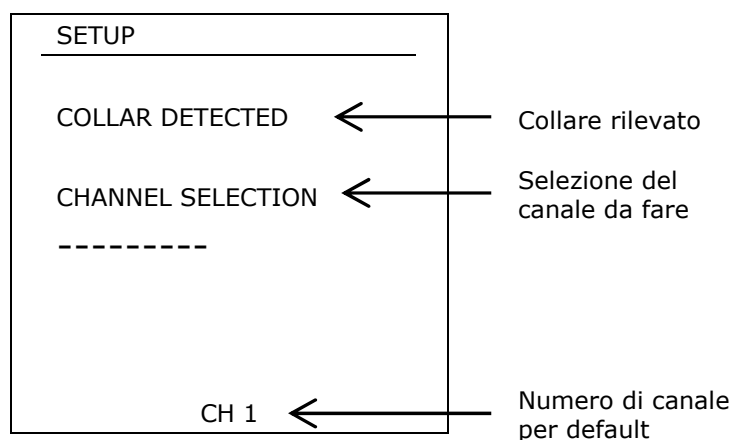 SETUP
COLLAR DETECTED
Collare rilevato
CHANNEL SELECTION
Selezione del
canale da fare
---------
CH 1
Numero di canale
per default